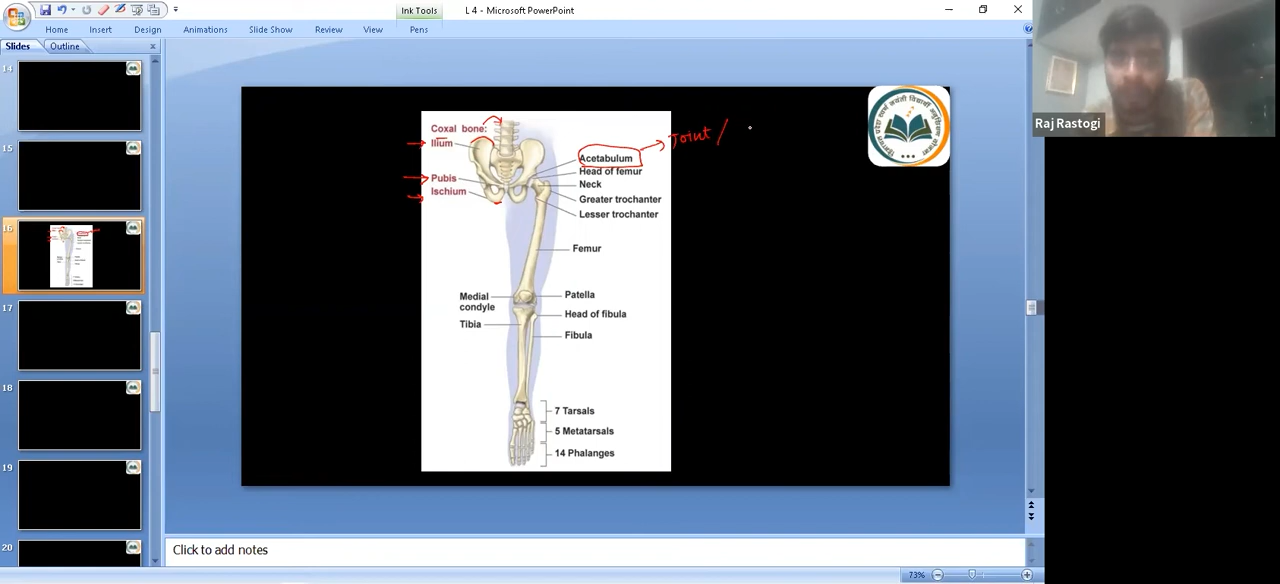 Ink Tools
L 4 - Microsoft PowerPoint
Home
Insert
Design
Animations
Slide Show
Review
View
Pens
Slides
Outline
14
15
16
17
18
19
20
Coxal bone:
Ilium
Pubis
Ischium
Acetabulum
Joint /
Head of femur
Neck
Greater trochanter
Lesser trochanter
Femur
Medial
condyle
Tibia
Patella
Head of fibula
Fibula
7 Tarsals
5 Metatarsals
14 Phalanges
Click to add notes
73%
Raj Rastogi